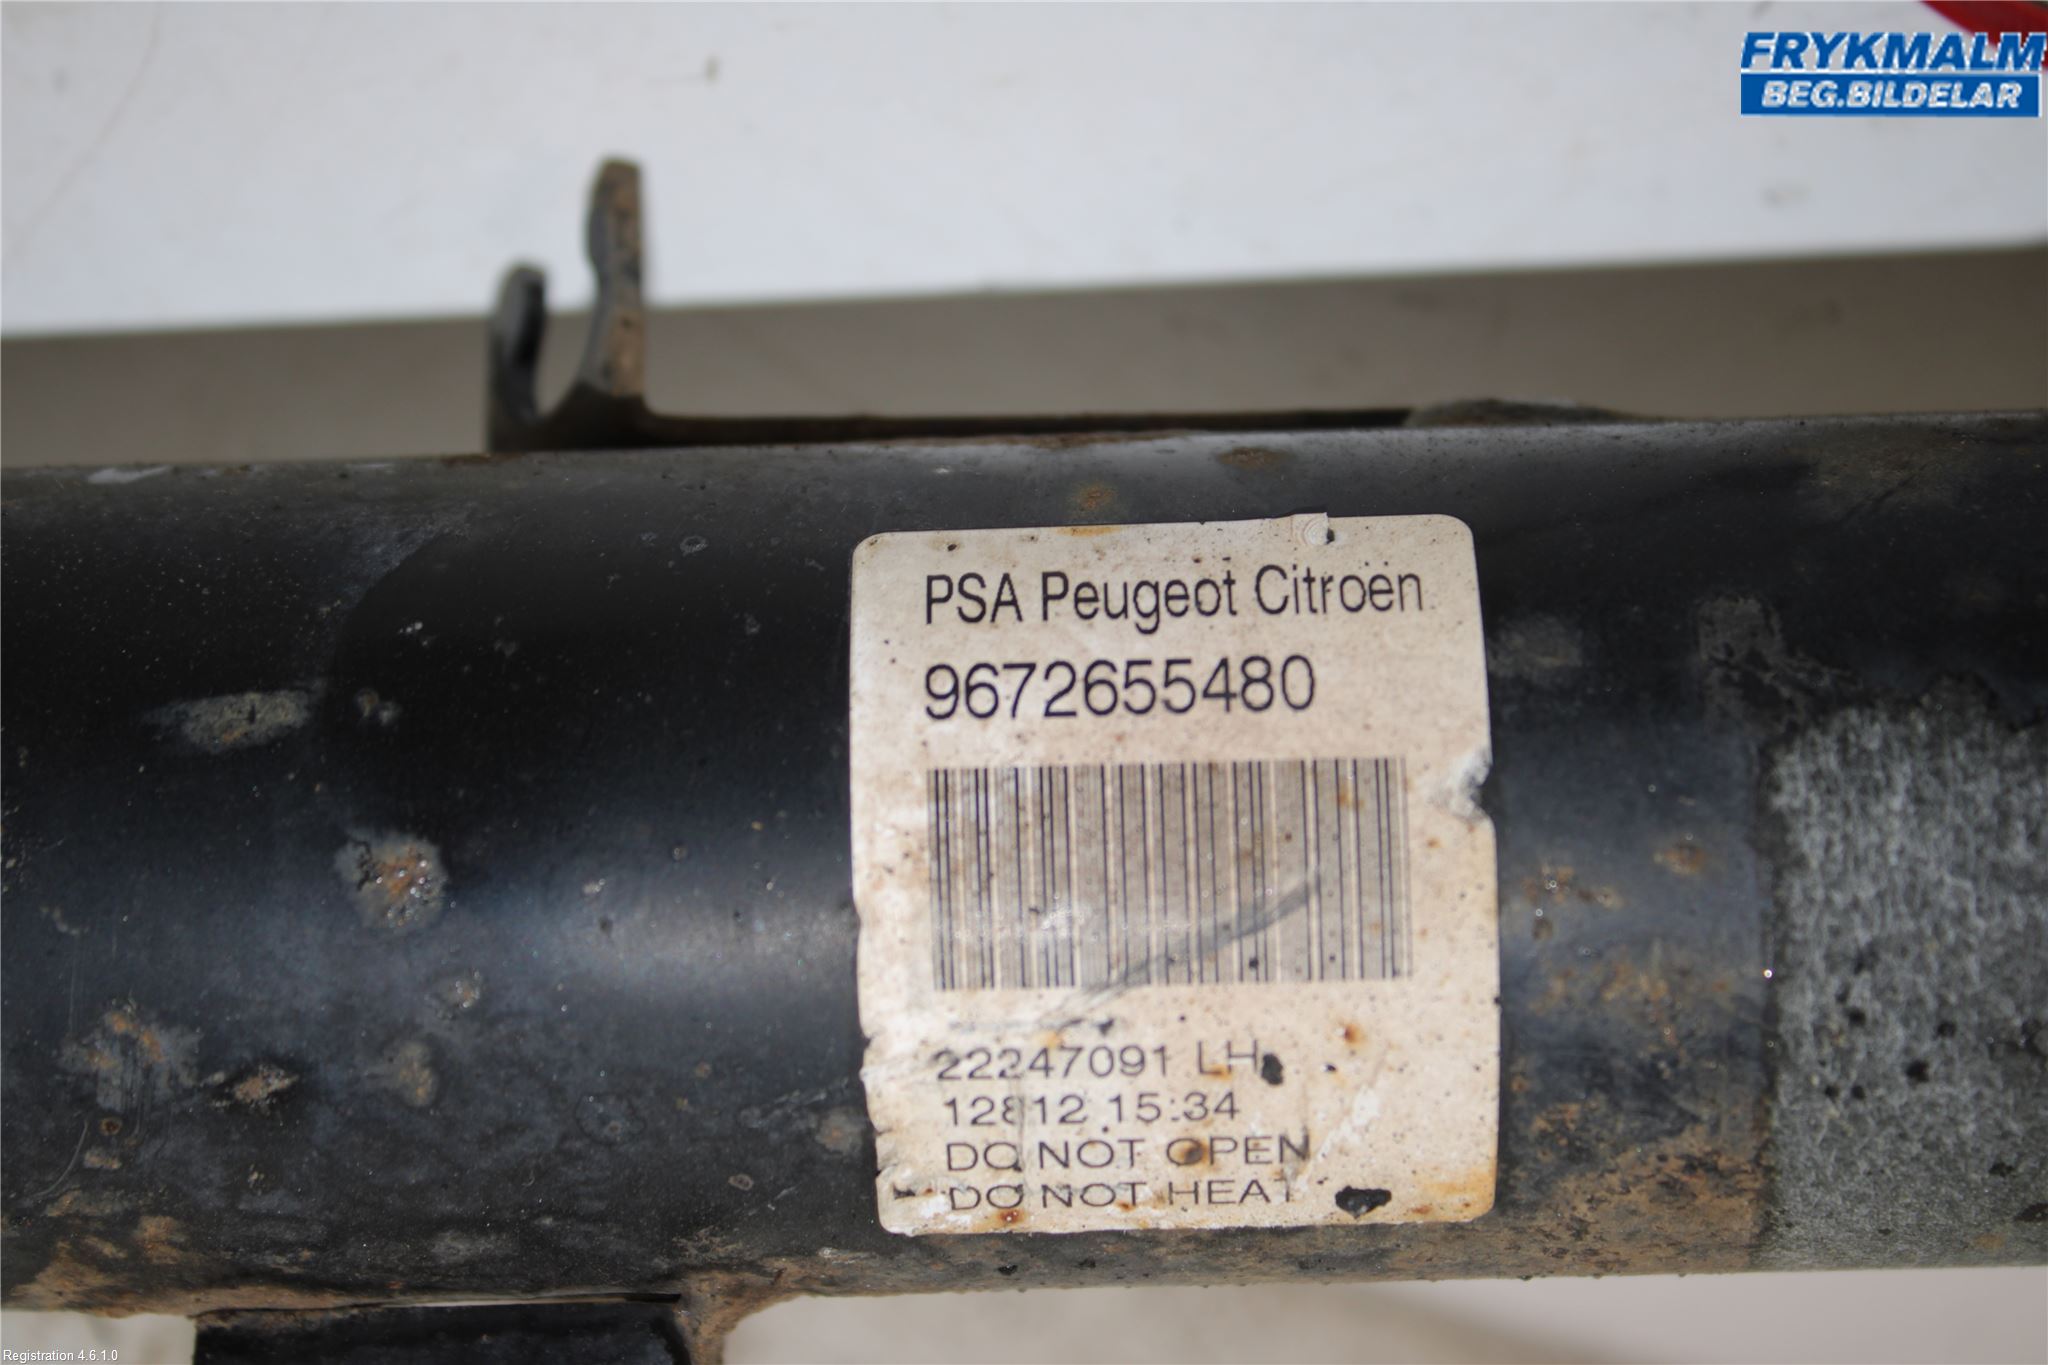 FRYKMALM
BEG.BILDELAR
PSA Peugeot Citroën
9672655480
22247091 LH
12812 15:34
DO NOT OPEN
DO NOT HEAT
Registration 4.6.1.0